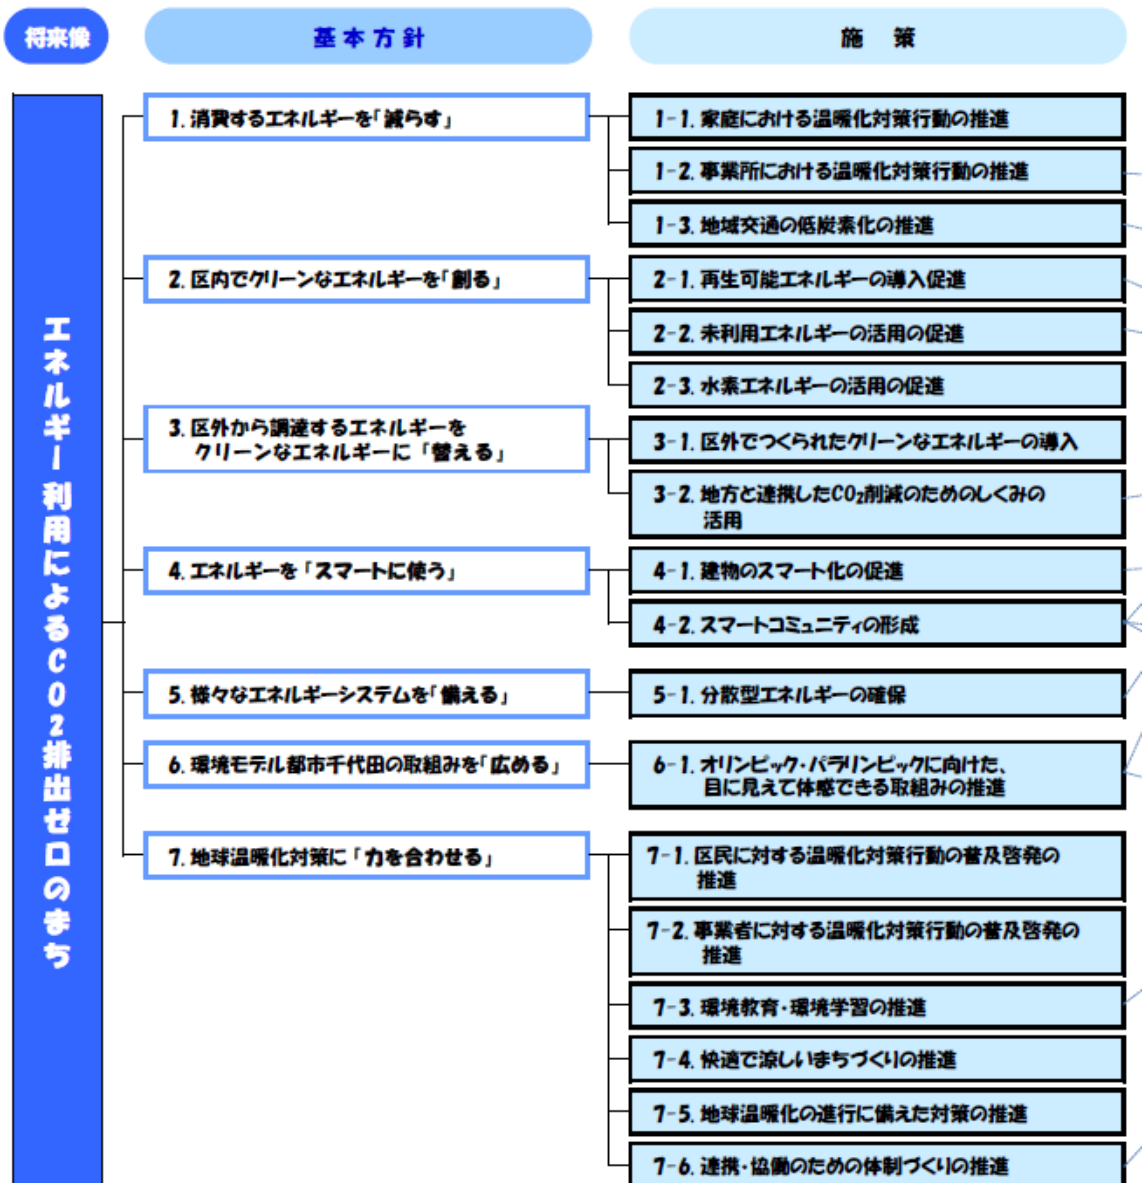 将来像
基本方針
施 策
エネルギー利用によるCO2排出ゼロのまち
1. 消費するエネルギーを「減らす」
1-1. 家庭における温暖化対策行動の推進
1-2. 事業所における温暖化対策行動の推進
1-3. 地域交通の低炭素化の推進
2. 区内でクリーンなエネルギーを「創る」
2-1. 再生可能エネルギーの導入促進
2-2. 未利用エネルギーの活用の促進
2-3. 水素エネルギーの活用の促進
3. 区外から調達するエネルギーを
クリーンなエネルギーに「替える」
3-1. 区外でつくられたクリーンなエネルギーの導入
3-2. 地方と連携したCO₂削減のためのしくみの
活用
4. エネルギーを「スマートに使う」
4-1. 建物のスマート化の促進
4-2. スマートコミュニティの形成
5. 様々なエネルギーシステムを「備える」
5-1. 分散型エネルギーの確保
6. 環境モデル都市千代田の取組みを「広める」
6-1. オリンピック・パラリンピックに向けた、
目に見えて体感できる取組みの推進
7. 地球温暖化対策に「力を合わせる」
7-1. 区民に対する温暖化対策行動の普及啓発の
推進
7-2. 事業者に対する温暖化対策行動の普及啓発の
推進
7-3. 環境教育・環境学習の推進
7-4. 快適で涼しいまちづくりの推進
7-5. 地球温暖化の進行に備えた対策の推進
7-6. 連携・協働のための体制づくりの推進